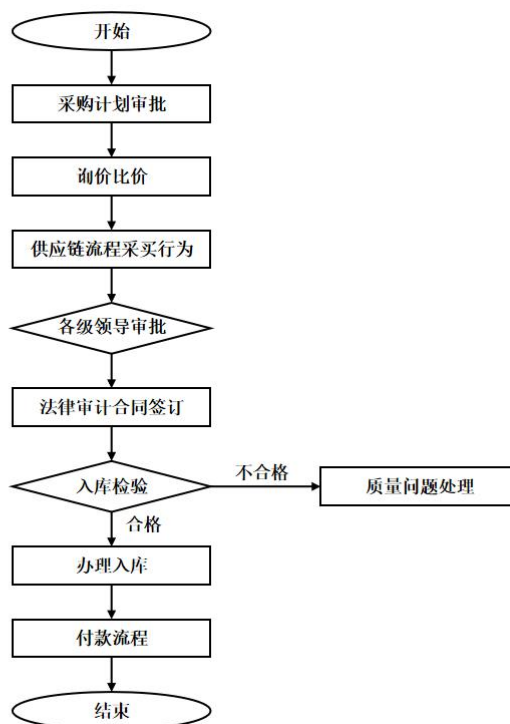 开始
采购计划审批
询价比价
供应链流程采买行为
各级领导审批
法律审计合同签订
入库检验
不合格
质量问题处理
合格
办理入库
付款流程
结束